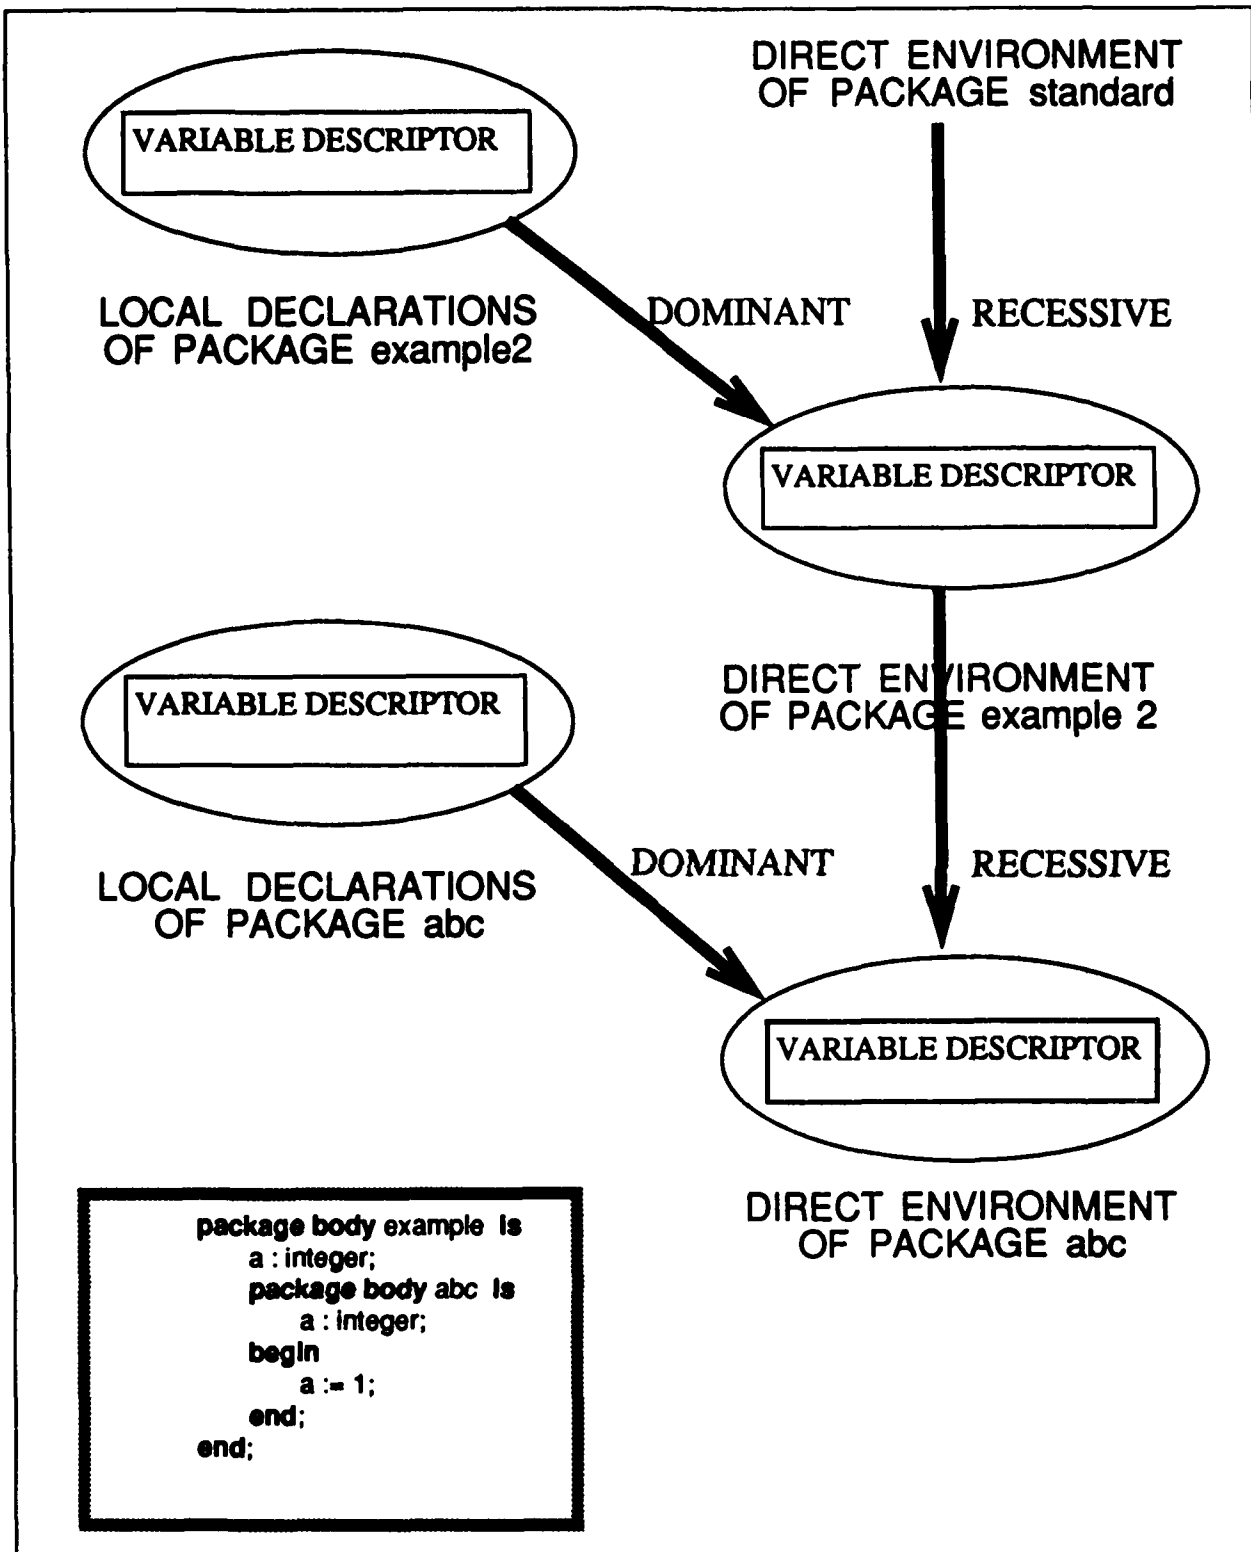 DIRECT ENVIRONMENT
OF PACKAGE standard
VARIABLE DESCRIPTOR
LOCAL DECLARATIONS
OF PACKAGE example2
DOMINANT
RECESSIVE
VARIABLE DESCRIPTOR
DIRECT ENVIRONMENT
OF PACKAGE example 2
VARIABLE DESCRIPTOR
LOCAL DECLARATIONS
OF PACKAGE abc
DOMINANT
RECESSIVE
VARIABLE DESCRIPTOR
DIRECT ENVIRONMENT
OF PACKAGE abc
package body example is
a : integer;
package body abc is
a : integer;
begin
a := 1;
end;
end;